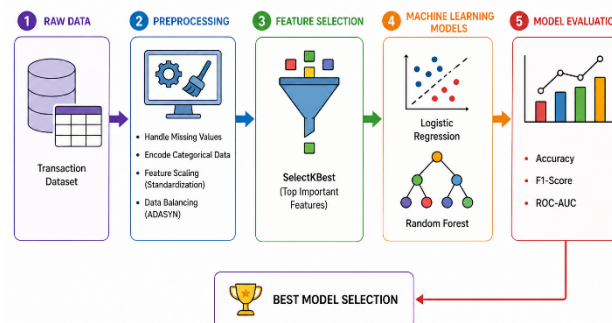 1 RAW DATA
Transaction
Dataset
2 PREPROCESSING
• Handle Missing Values
• Encode Categorical Data
• Feature Scaling
(Standardization)
• Data Balancing
(ADASYN)
3 FEATURE SELECTION
SelectKBest
(Top Important
Features)
4 MACHINE LEARNING
MODELS
Logistic
Regression
Random Forest
5 MODEL EVALUATION
• Accuracy
• F1-Score
• ROC-AUC
BEST MODEL SELECTION